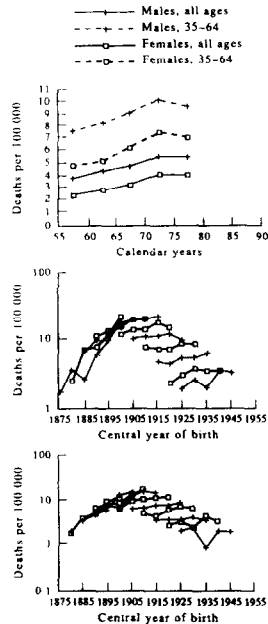 Males, all ages
Males, 35-64
Females, all ages
Females, 35-64
Deaths per 100 000
11
10
9
8
7
6
5
4
3
2
1
0
55 60 65 70 75 80 85 90
Calendar years
Deaths per 100 000
100
10
1
1875 1885 1895 1905 1915 1925 1935 1945 1955
Central year of birth
Deaths per 100 000
100
10
1
0·1
1875 1885 1895 1905 1915 1925 1935 1945 1955
Central year of birth